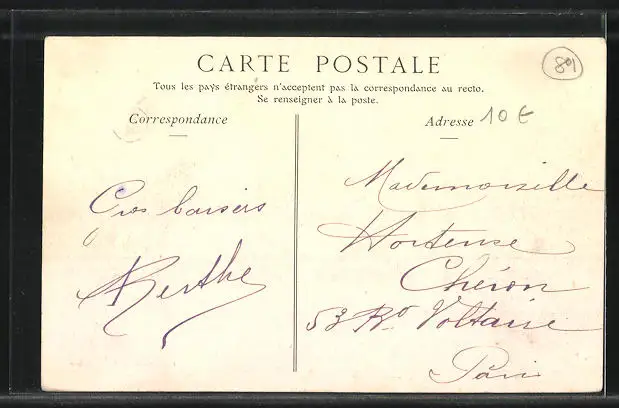 CARTE POSTALE
80
Tous les pays étrangers n'acceptent pas la correspondance au recto.
Se renseigner à la poste.
Correspondance
Adresse 10 €
Gros baisers
Berthe
Mademoiselle
Hortense
Chéron
53 Bd Voltaire
Paris